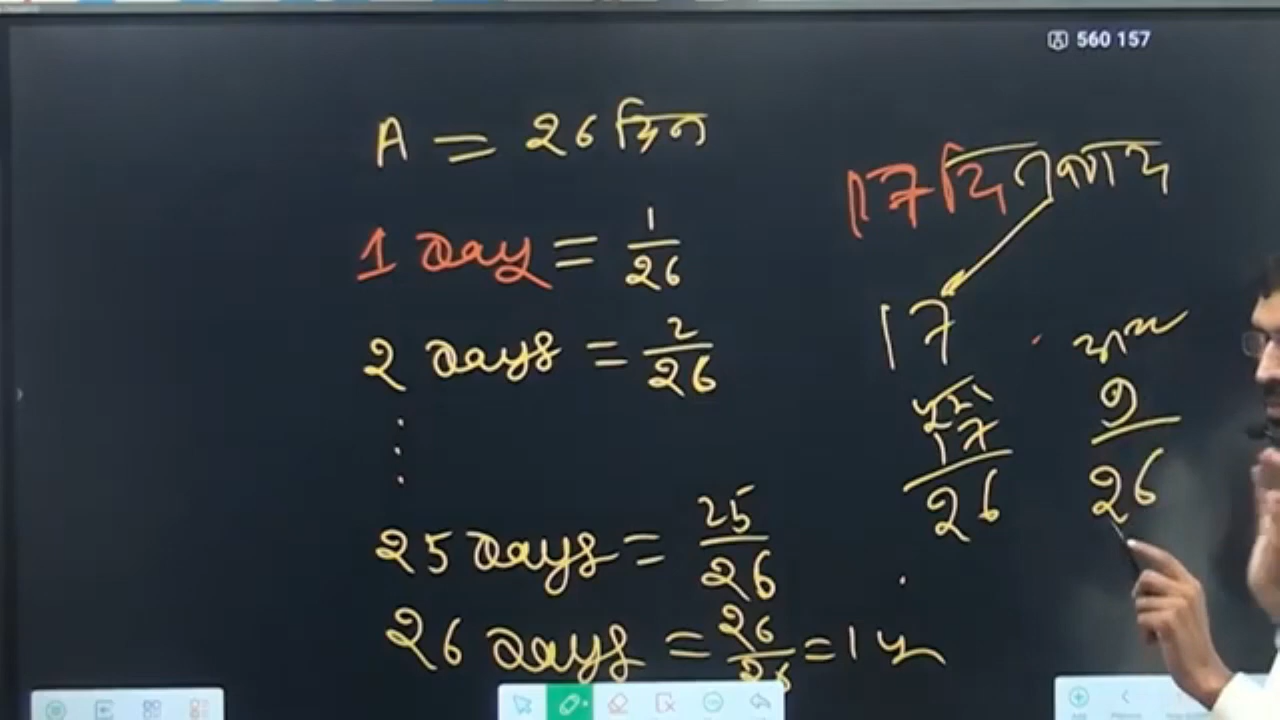 560 157
A = 26 दिन
1 Day = 1/26
2 Days = 2/26
⋮
25 Days = 25/26
26 Days = 26/26 = 1
17 दिन काय
17
17/26
9/26